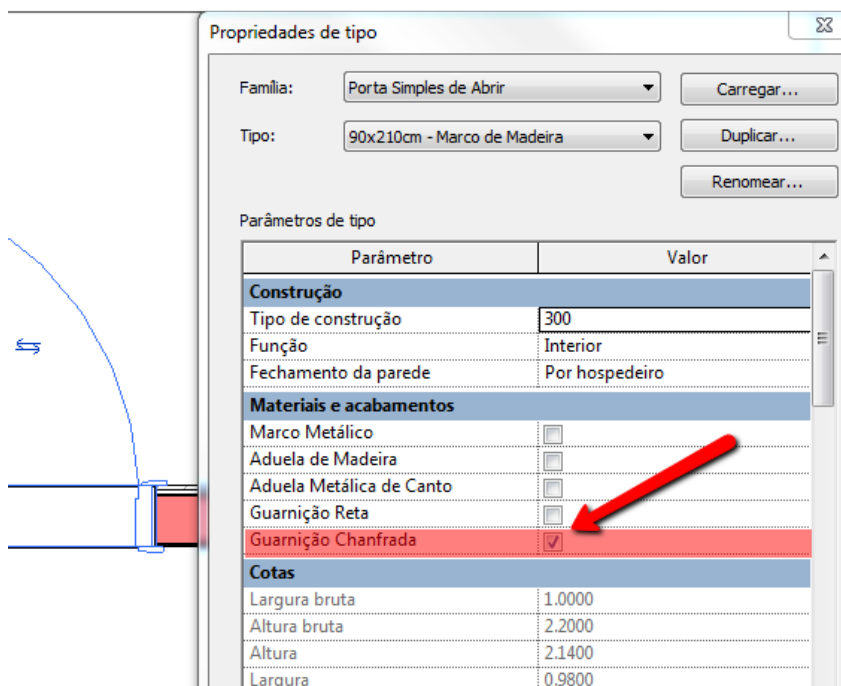 Propriedades de tipo
Família: Porta Simples de Abrir Carregar...
Tipo: 90x210cm - Marco de Madeira Duplicar...
Renomear...
Parâmetros de tipo
Parâmetro Valor
Construção
Tipo de construção 300
Função Interior
Fechamento da parede Por hospedeiro
Materiais e acabamentos
Marco Metálico
Aduela de Madeira
Aduela Metálica de Canto
Guarnição Reta
Guarnição Chanfrada
Cotas
Largura bruta 1.0000
Altura bruta 2.2000
Altura 2.1400
Largura 0.9800